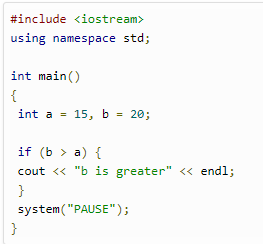 #include <iostream>
using namespace std;

int main()
{
 int a = 15, b = 20;

 if (b > a) {
 cout << "b is greater" << endl;
 }
 system("PAUSE");
}